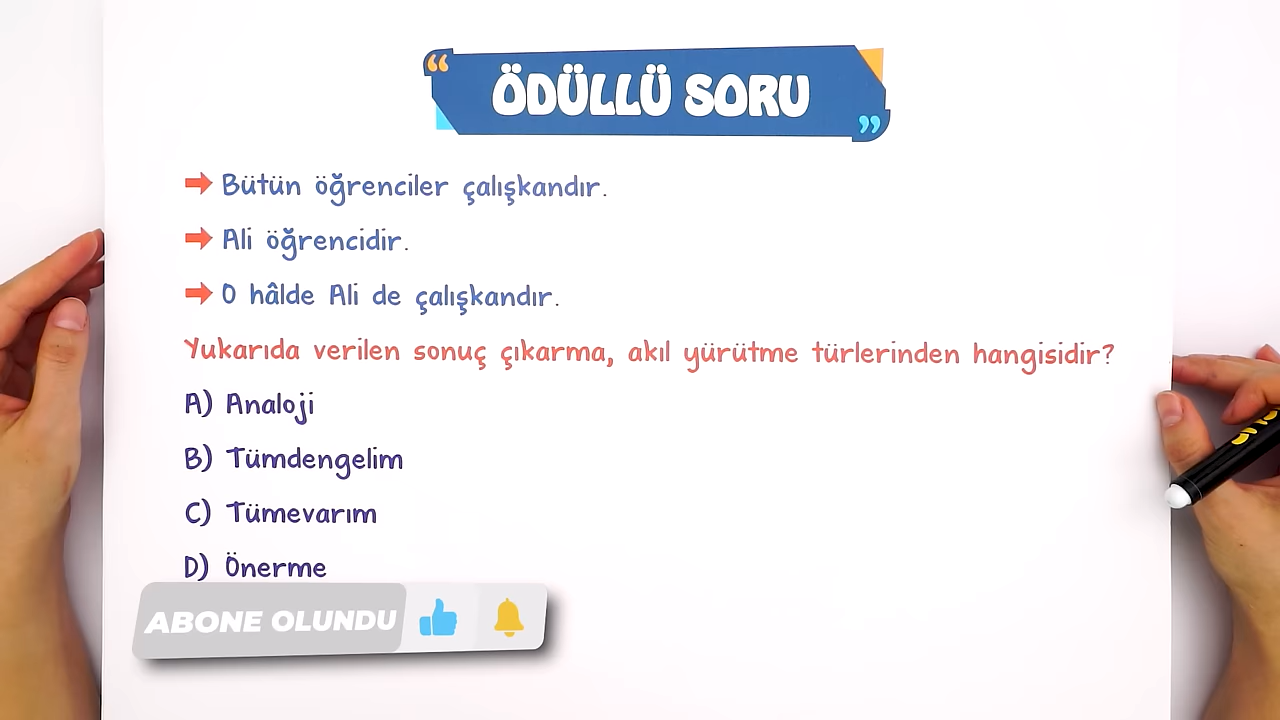 ÖDÜLLÜ SORU
Bütün öğrenciler çalışkandır.
Ali öğrencidir.
O hâlde Ali de çalışkandır.
Yukarıda verilen sonuç çıkarma, akıl yürütme türlerinden hangisidir?
A) Analoji
B) Tümdengelim
C) Tümevarım
D) Önerme
ABONE OLUNDU